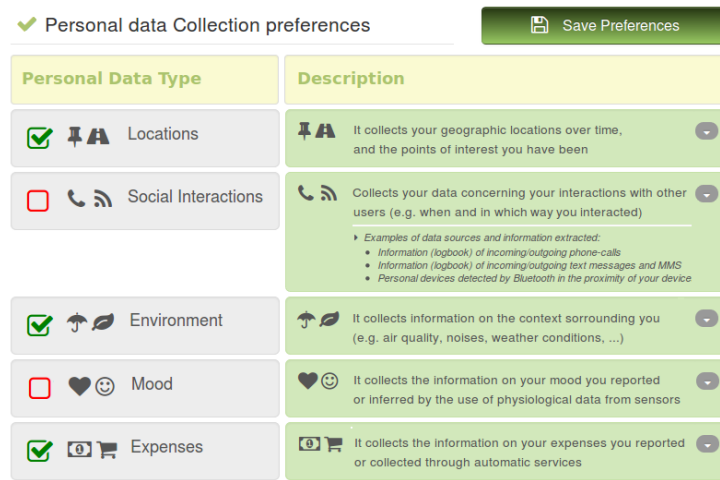 Personal data Collection preferences
Save Preferences
Personal Data Type
Description
Locations
It collects your geographic locations over time,
and the points of interest you have been
Social Interactions
Collects your data concerning your interactions with other
users (e.g. when and in which way you interacted)
Examples of data sources and information extracted:
Information (logbook) of incoming/outgoing phone-calls
Information (logbook) of incoming/outgoing text messages and MMS
Personal devices detected by Bluetooth in the proximity of your device
Environment
It collects information on the context sorrounding you
(e.g. air quality, noises, weather conditions, ...)
Mood
It collects the information on your mood you reported
or inferred by the use of physiological data from sensors
Expenses
It collects the information on your expenses you reported
or collected through automatic services